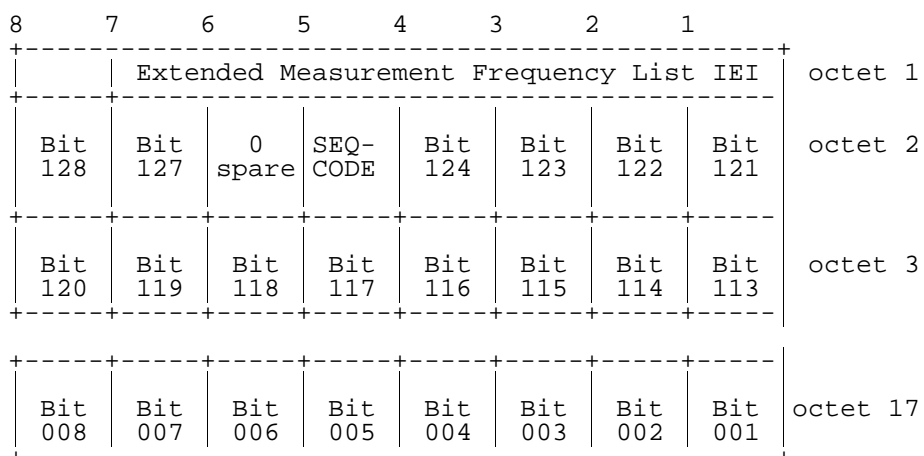 8 7 6 5 4 3 2 1
Extended Measurement Frequency List IEI octet 1
Bit Bit 0 SEQ- Bit Bit Bit Bit octet 2
128 127 spare CODE 124 123 122 121
Bit Bit Bit Bit Bit Bit Bit Bit octet 3
120 119 118 117 116 115 114 113
Bit Bit Bit Bit Bit Bit Bit Bit octet 17
008 007 006 005 004 003 002 001